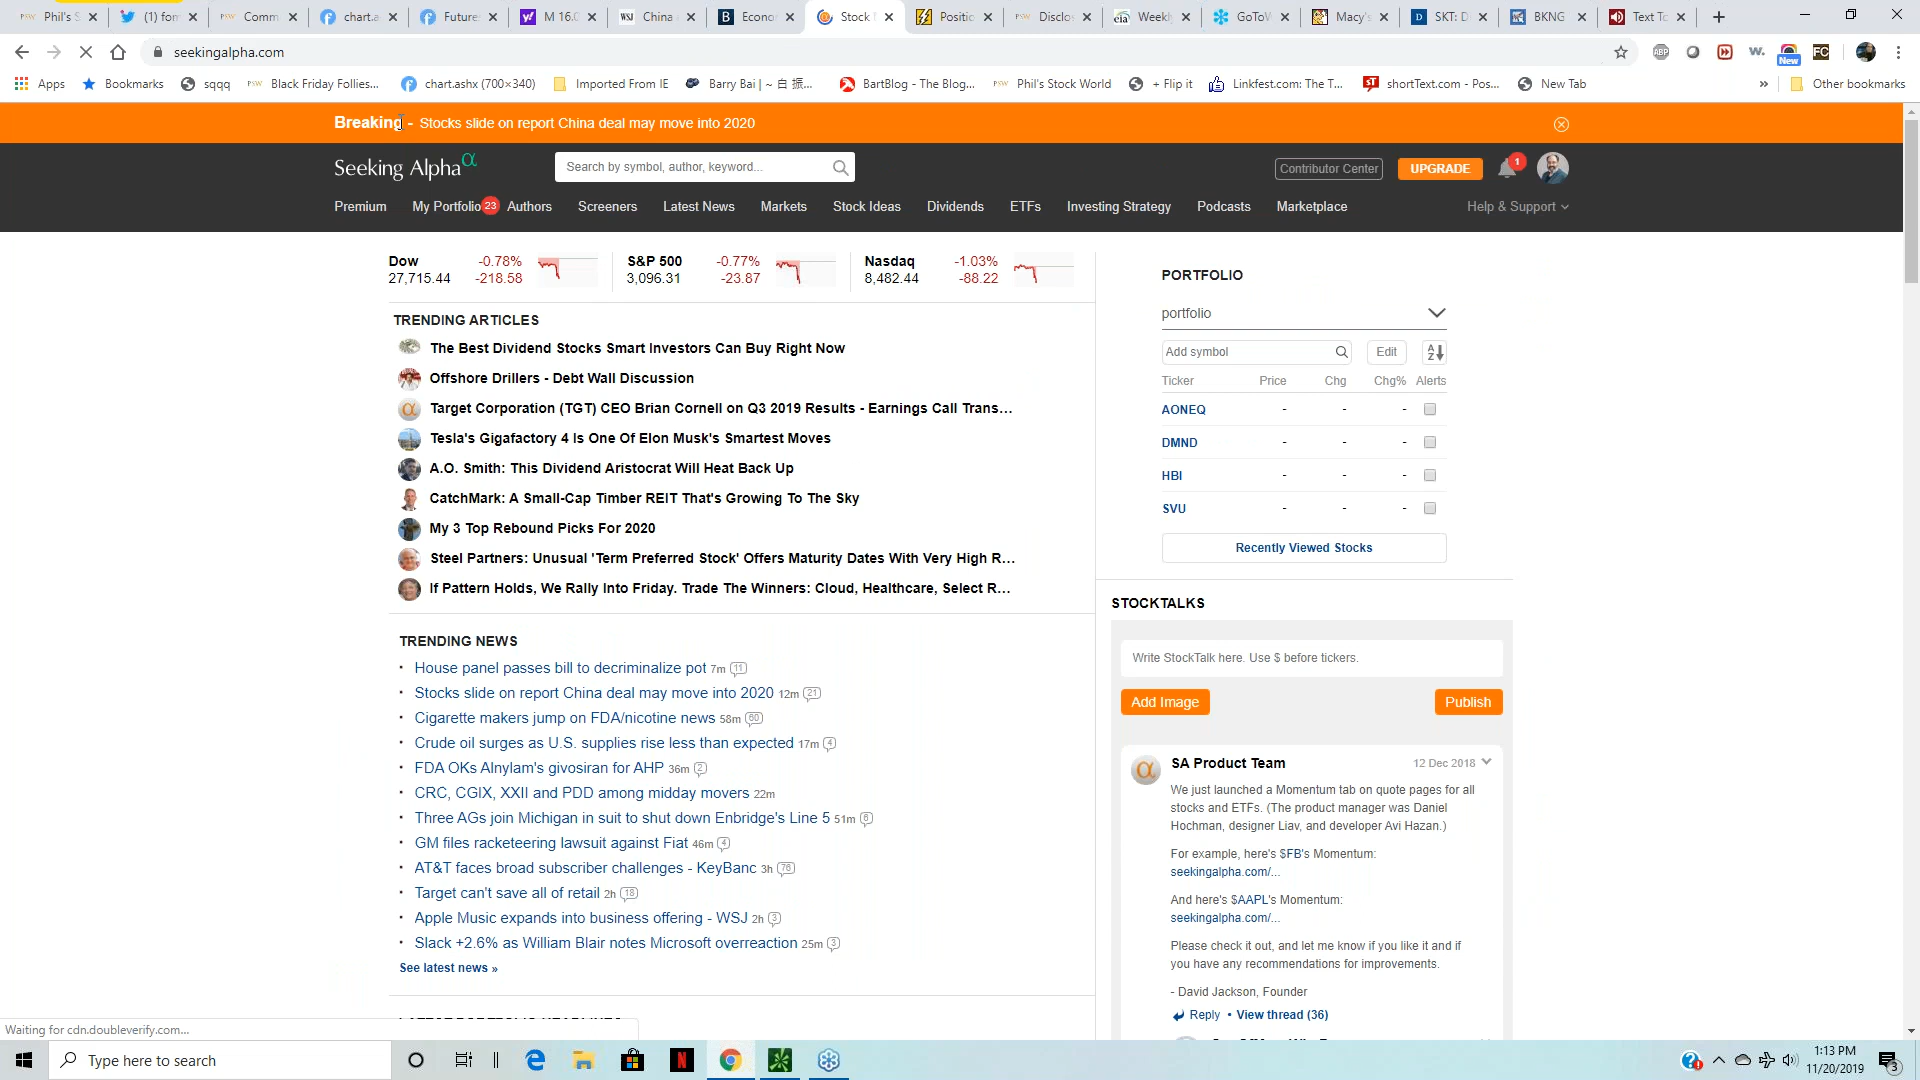 Phil's S
(1) fom
Comm
chart.a
Future
M 16.0
China
Econo
Stock
Positio
Disclo
Weekl
GoToW
Macy's
SKT: D
BKNG
Text To
seekingalpha.com
New
Apps Bookmarks sqqq Black Friday Follies... chart.ashx (700×340) Imported From IE Barry Bai | ~ 白 振... BartBlog - The Blog... Phil's Stock World + Flip it Linkfest.com: The T... shortText.com - Pos... New Tab » Other bookmarks
Breaking - Stocks slide on report China deal may move into 2020
Seeking Alpha α
Search by symbol, author, keyword...
Contributor Center UPGRADE 1
Premium My Portfolio 23 Authors Screeners Latest News Markets Stock Ideas Dividends ETFs Investing Strategy Podcasts Marketplace Help & Support
Dow -0.78%
27,715.44 -218.58
S&P 500 -0.77%
3,096.31 -23.87
Nasdaq -1.03%
8,482.44 -88.22
TRENDING ARTICLES
The Best Dividend Stocks Smart Investors Can Buy Right Now
Offshore Drillers - Debt Wall Discussion
Target Corporation (TGT) CEO Brian Cornell on Q3 2019 Results - Earnings Call Trans...
Tesla's Gigafactory 4 Is One Of Elon Musk's Smartest Moves
A.O. Smith: This Dividend Aristocrat Will Heat Back Up
CatchMark: A Small-Cap Timber REIT That's Growing To The Sky
My 3 Top Rebound Picks For 2020
Steel Partners: Unusual 'Term Preferred Stock' Offers Maturity Dates With Very High R...
If Pattern Holds, We Rally Into Friday. Trade The Winners: Cloud, Healthcare, Select R...
TRENDING NEWS
• House panel passes bill to decriminalize pot 7m 11
• Stocks slide on report China deal may move into 2020 12m 21
• Cigarette makers jump on FDA/nicotine news 58m 60
• Crude oil surges as U.S. supplies rise less than expected 17m 4
• FDA OKs Alnylam's givosiran for AHP 36m 2
• CRC, CGIX, XXII and PDD among midday movers 22m
• Three AGs join Michigan in suit to shut down Enbridge's Line 5 51m 6
• GM files racketeering lawsuit against Fiat 46m 4
• AT&T faces broad subscriber challenges - KeyBanc 3h 76
• Target can't save all of retail 2h 18
• Apple Music expands into business offering - WSJ 2h 3
• Slack +2.6% as William Blair notes Microsoft overreaction 25m 3
See latest news »
PORTFOLIO
portfolio
Add symbol Edit
Ticker Price Chg Chg% Alerts
AONEQ - - -
DMND - - -
HBI - - -
SVU - - -
Recently Viewed Stocks
STOCKTALKS
Write StockTalk here. Use $ before tickers.
Add Image Publish
SA Product Team 12 Dec 2018
We just launched a Momentum tab on quote pages for all
stocks and ETFs. (The product manager was Daniel
Hochman, designer Liav, and developer Avi Hazan.)
For example, here's $FB's Momentum:
seekingalpha.com/...
And here's $AAPL's Momentum:
seekingalpha.com/...
Please check it out, and let me know if you like it and if
you have any recommendations for improvements.
- David Jackson, Founder
Reply • View thread (36)
Waiting for cdn.doubleverify.com...
Type here to search
1:13 PM
11/20/2019
3